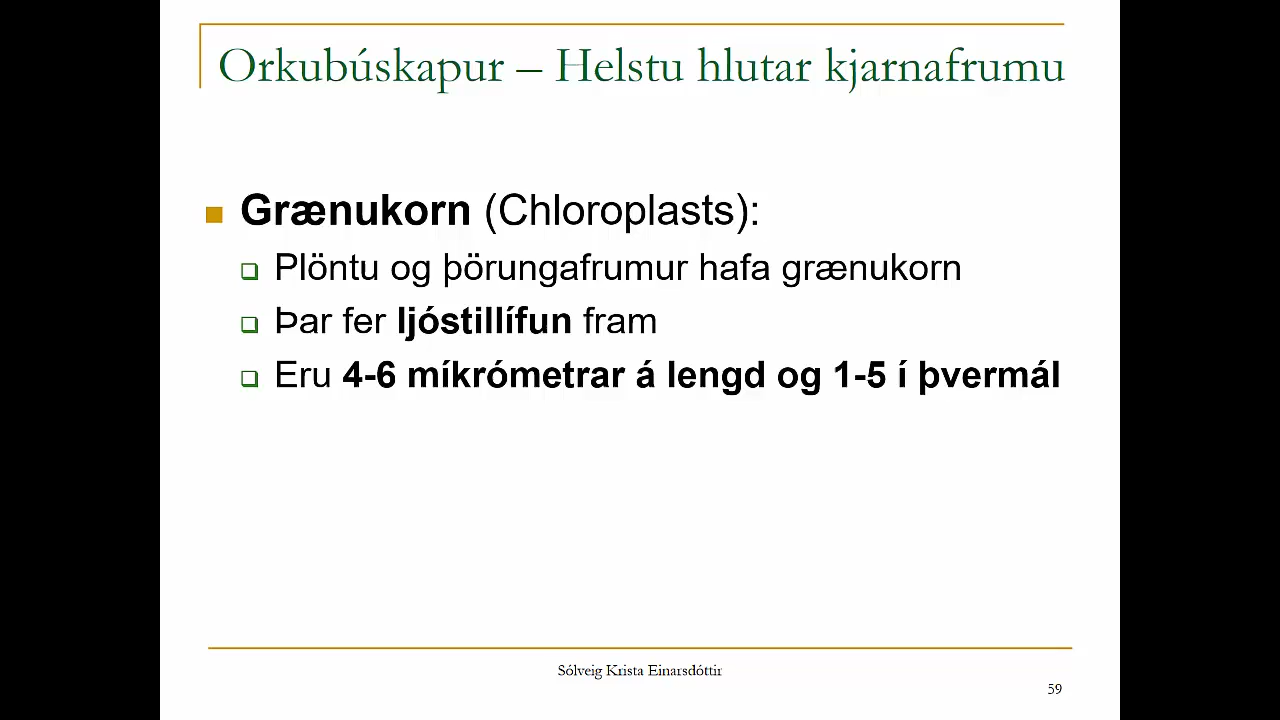 Orkubúskapur – Helstu hlutar kjarnafrumu
Grænukorn (Chloroplasts):
Plöntu og þörungafrumur hafa grænukorn
Þar fer ljóstillífun fram
Eru 4-6 míkrómetrar á lengd og 1-5 í þvermál
Sólveig Krista Einarsdóttir
59